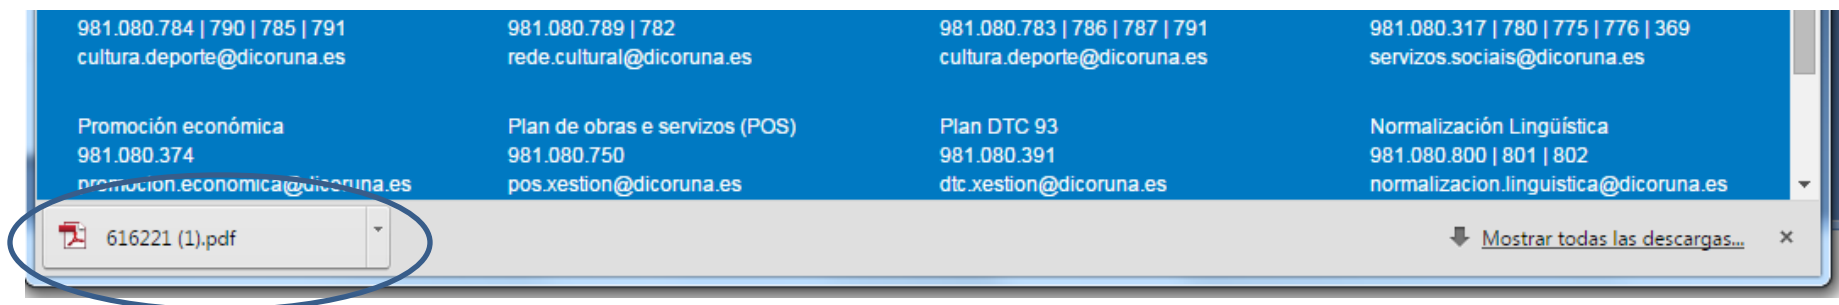 981.080.784 | 790 | 785 | 791
cultura.deporte@dicoruna.es
981.080.789 | 782
rede.cultural@dicoruna.es
981.080.783 | 786 | 787 | 791
cultura.deporte@dicoruna.es
981.080.317 | 780 | 775 | 776 | 369
servizos.sociais@dicoruna.es
Promoción económica
981.080.374
promocion.economica@dicoruna.es
Plan de obras e servizos (POS)
981.080.750
pos.xestion@dicoruna.es
Plan DTC 93
981.080.391
dtc.xestion@dicoruna.es
Normalización Lingüística
981.080.800 | 801 | 802
normalizacion.linguistica@dicoruna.es
616221 (1).pdf
Mostrar todas las descargas...